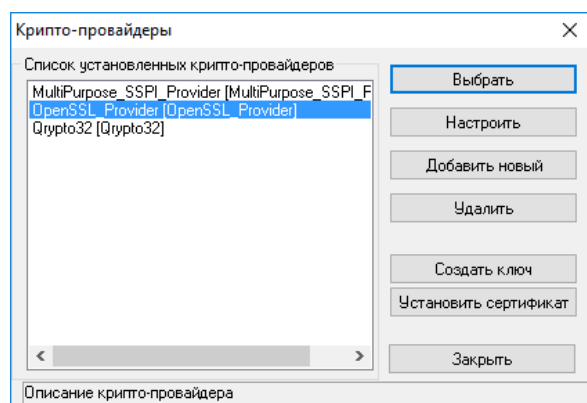 Крипто-провайдеры
Список установленных крипто-провайдеров
MultiPurpose_SSPI_Provider [MultiPurpose_SSPI_F
OpenSSL_Provider [OpenSSL_Provider]
Qrypto32 [Qrypto32]
Выбрать
Настроить
Добавить новый
Удалить
Создать ключ
Установить сертификат
Закрыть
Описание крипто-провайдера